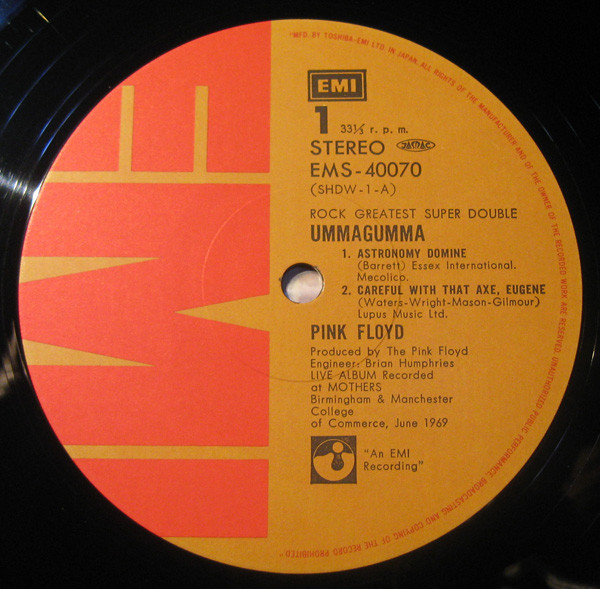 "MFD. BY TOSHIBA-EMI LTD. IN JAPAN. ALL RIGHTS OF THE MANUFACTURER AND OF THE OWNER OF THE RECORDED WORK ARE RESERVED. UNAUTHORIZED PUBLIC PERFORMANCE, BROADCASTING AND COPYING OF THE RECORD PROHIBITED"
EMI
EMI
1 33⅓ r. p. m.
STEREO JASRAC
EMS-40070
(SHDW-1-A)
ROCK GREATEST SUPER DOUBLE
UMMAGUMMA
1. ASTRONOMY DOMINE
(Barrett) Essex International.
Mecolico.
2. CAREFUL WITH THAT AXE, EUGENE
(Waters-Wright-Mason-Gilmour)
Lupus Music Ltd.
PINK FLOYD
Produced by The Pink Floyd
Engineer: Brian Humphries
LIVE ALBUM Recorded
at MOTHERS
Birmingham & Manchester
College
of Commerce, June 1969
"An EMI
Recording"